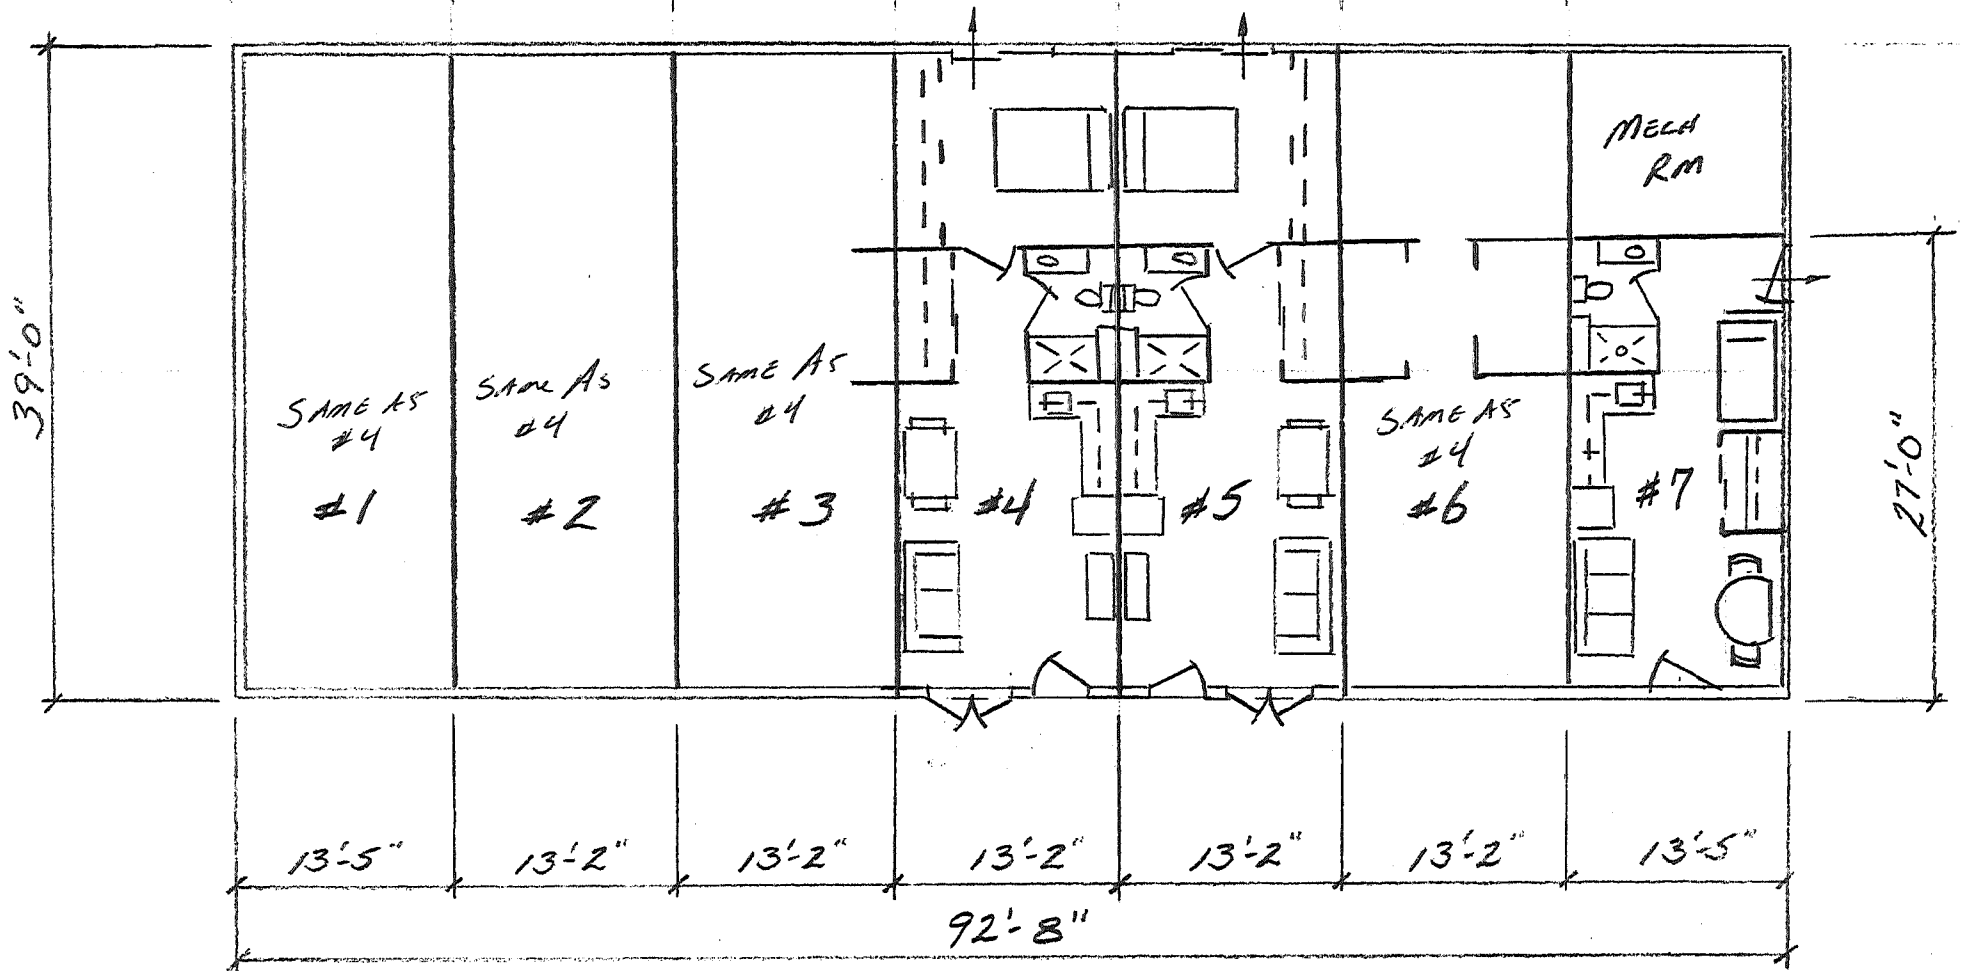 MECH
RM
39'-0"
27'-0"
SAME AS
#4
#1
SAME AS
#4
#2
SAME AS
#4
#3
#4
#5
SAME AS
#4
#6
#7
13'-5" 13'-2" 13'-2" 13'-2" 13'-2" 13'-2" 13'-5"
92'-8"